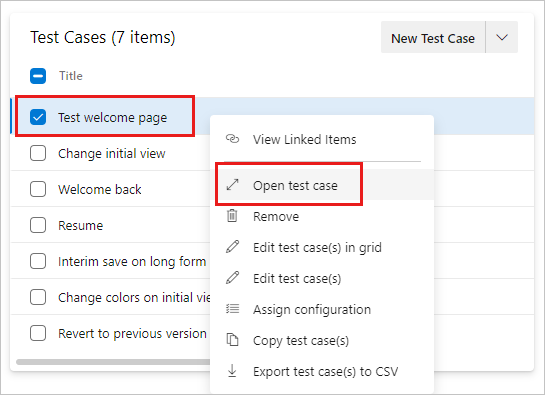 Test Cases (7 items)
New Test Case
Title
Test welcome page
Change initial view
Welcome back
Resume
Interim save on long form
Change colors on initial vie
Revert to previous version
View Linked Items
Open test case
Remove
Edit test case(s) in grid
Edit test case(s)
Assign configuration
Copy test case(s)
Export test case(s) to CSV